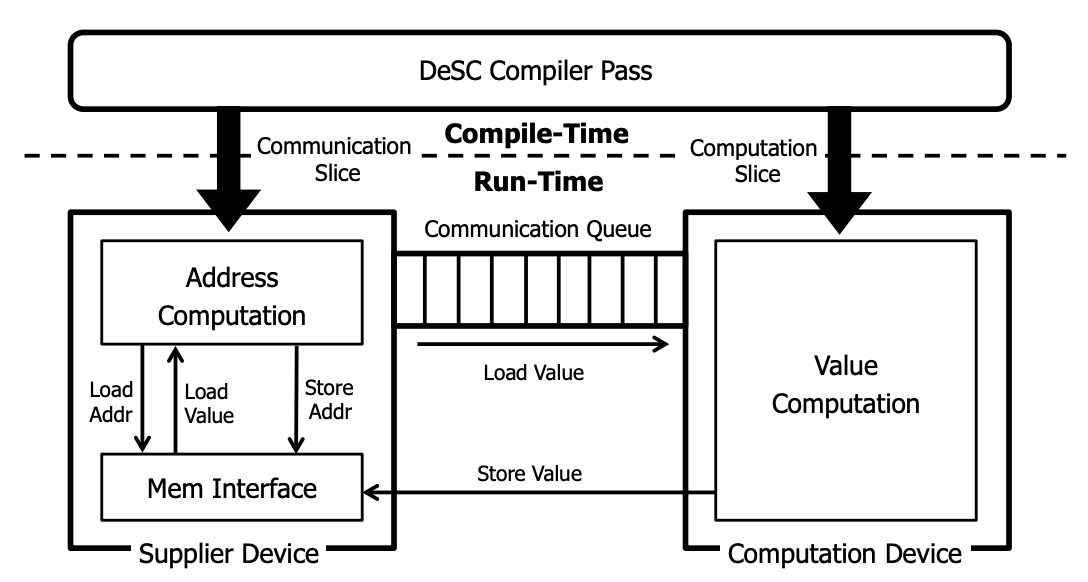 DeSC Compiler Pass
Compile-Time
Communication
Slice
Computation
Slice
Run-Time
Communication Queue
Address
Computation
Load
Addr
Load
Value
Store
Addr
Load Value
Value
Computation
Mem Interface
Store Value
Supplier Device
Computation Device